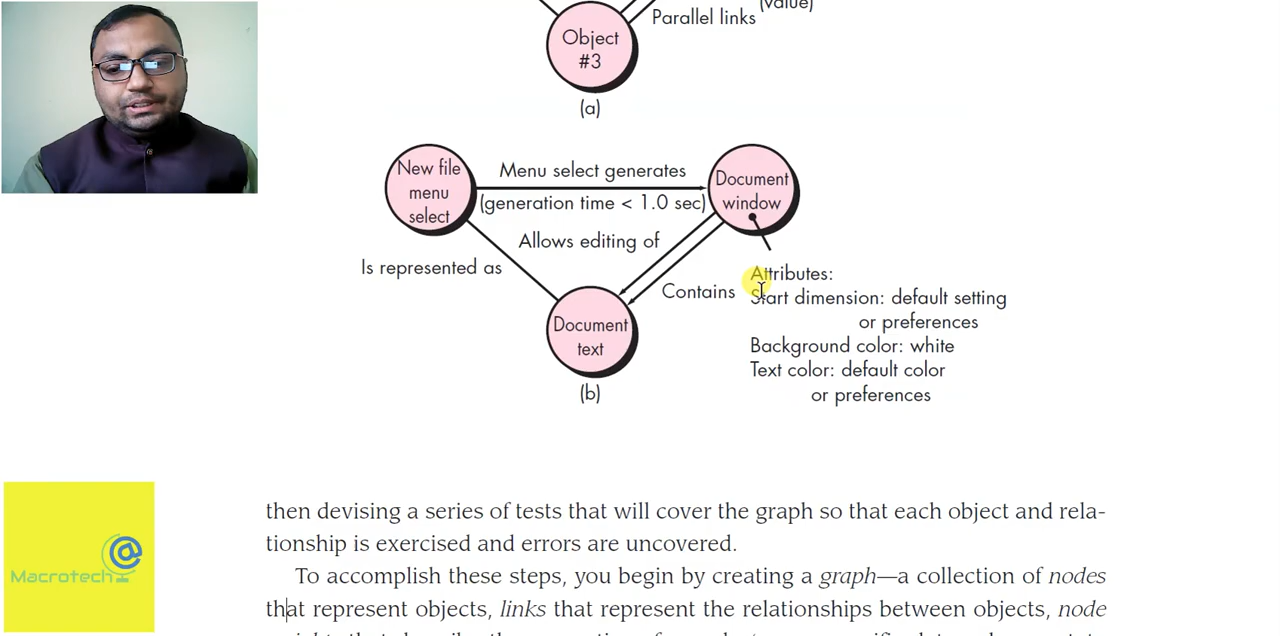 (value)
Parallel links
Object
#3
(a)
New file
menu
select
Menu select generates
(generation time < 1.0 sec)
Document
window
Allows editing of
Is represented as
Attributes:
Contains
Start dimension: default setting
or preferences
Document
text
Background color: white
Text color: default color
or preferences
(b)
then devising a series of tests that will cover the graph so that each object and rela-
tionship is exercised and errors are uncovered.
Macrotech
@
To accomplish these steps, you begin by creating a graph—a collection of nodes
that represent objects, links that represent the relationships between objects, node